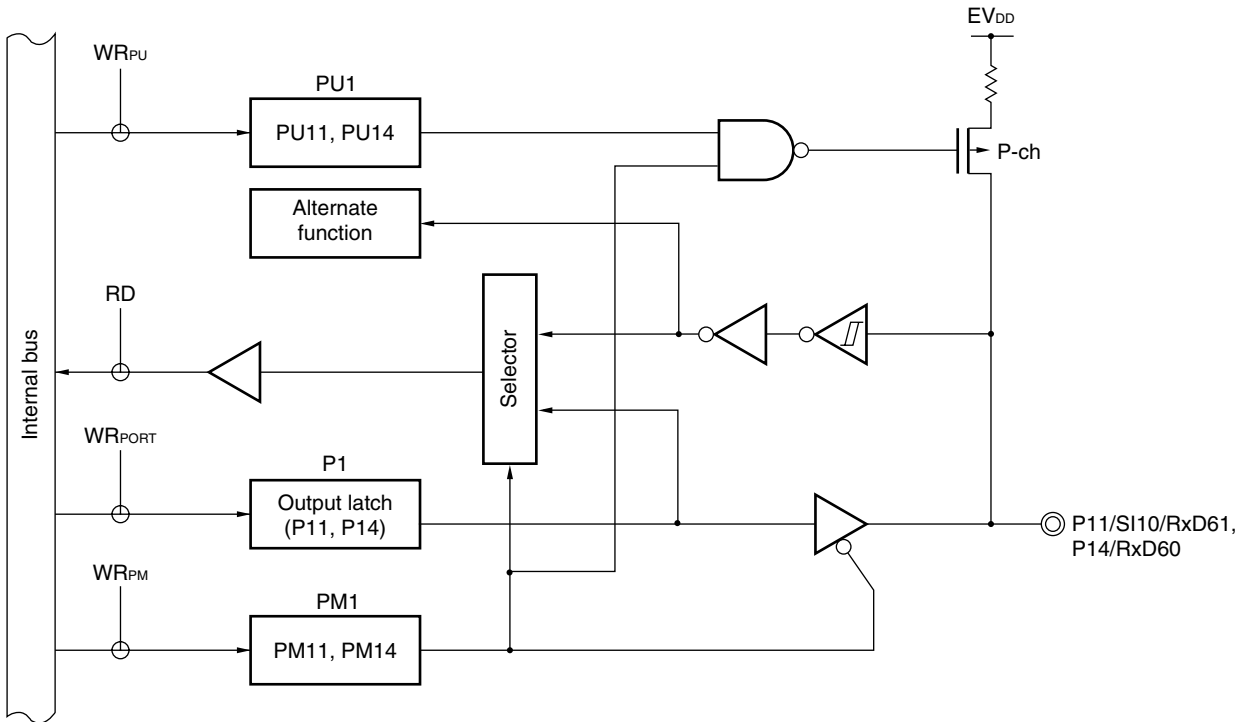 EVDD
WRPU
PU1
PU11, PU14
P-ch
Alternate
function
RD
Selector
Internal bus
WRPORT
P1
Output latch
(P11, P14)
P11/SI10/RxD61,
P14/RxD60
WRPM
PM1
PM11, PM14